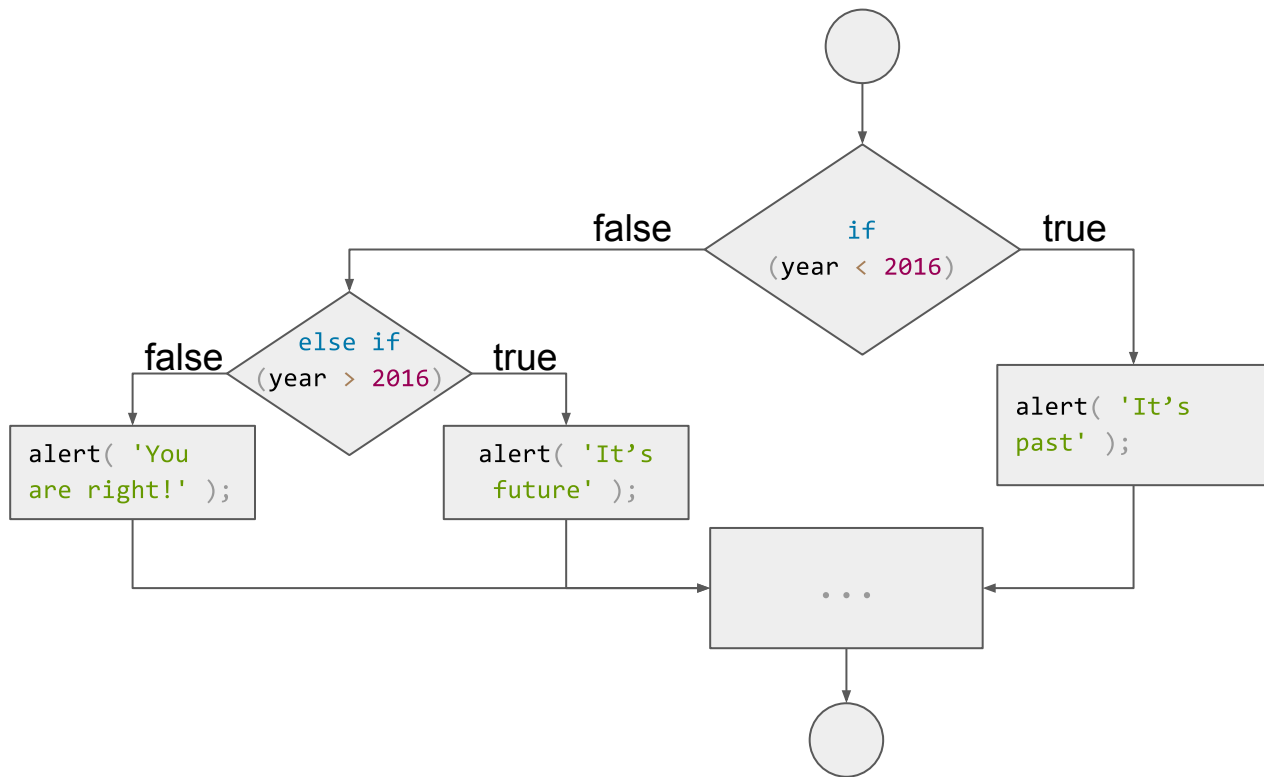 false
true
if
(year < 2016)
false
true
else if
(year > 2016)
alert( 'It’s
past' );
alert( 'You
are right!' );
alert( 'It’s
future' );
...